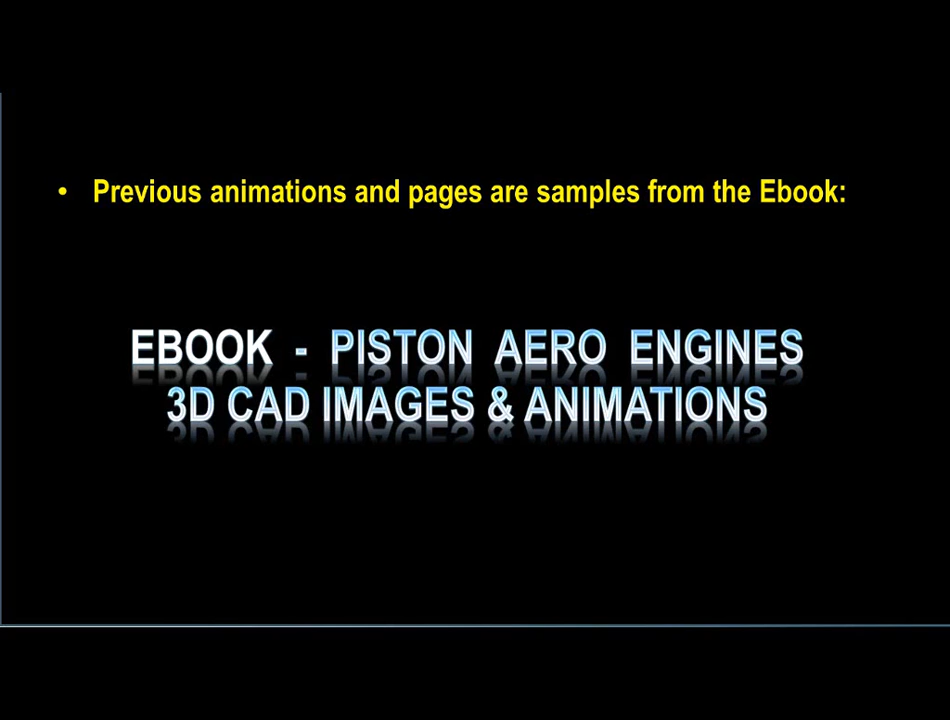 • Previous animations and pages are samples from the Ebook:
EBOOK - PISTON AERO ENGINES
3D CAD IMAGES & ANIMATIONS